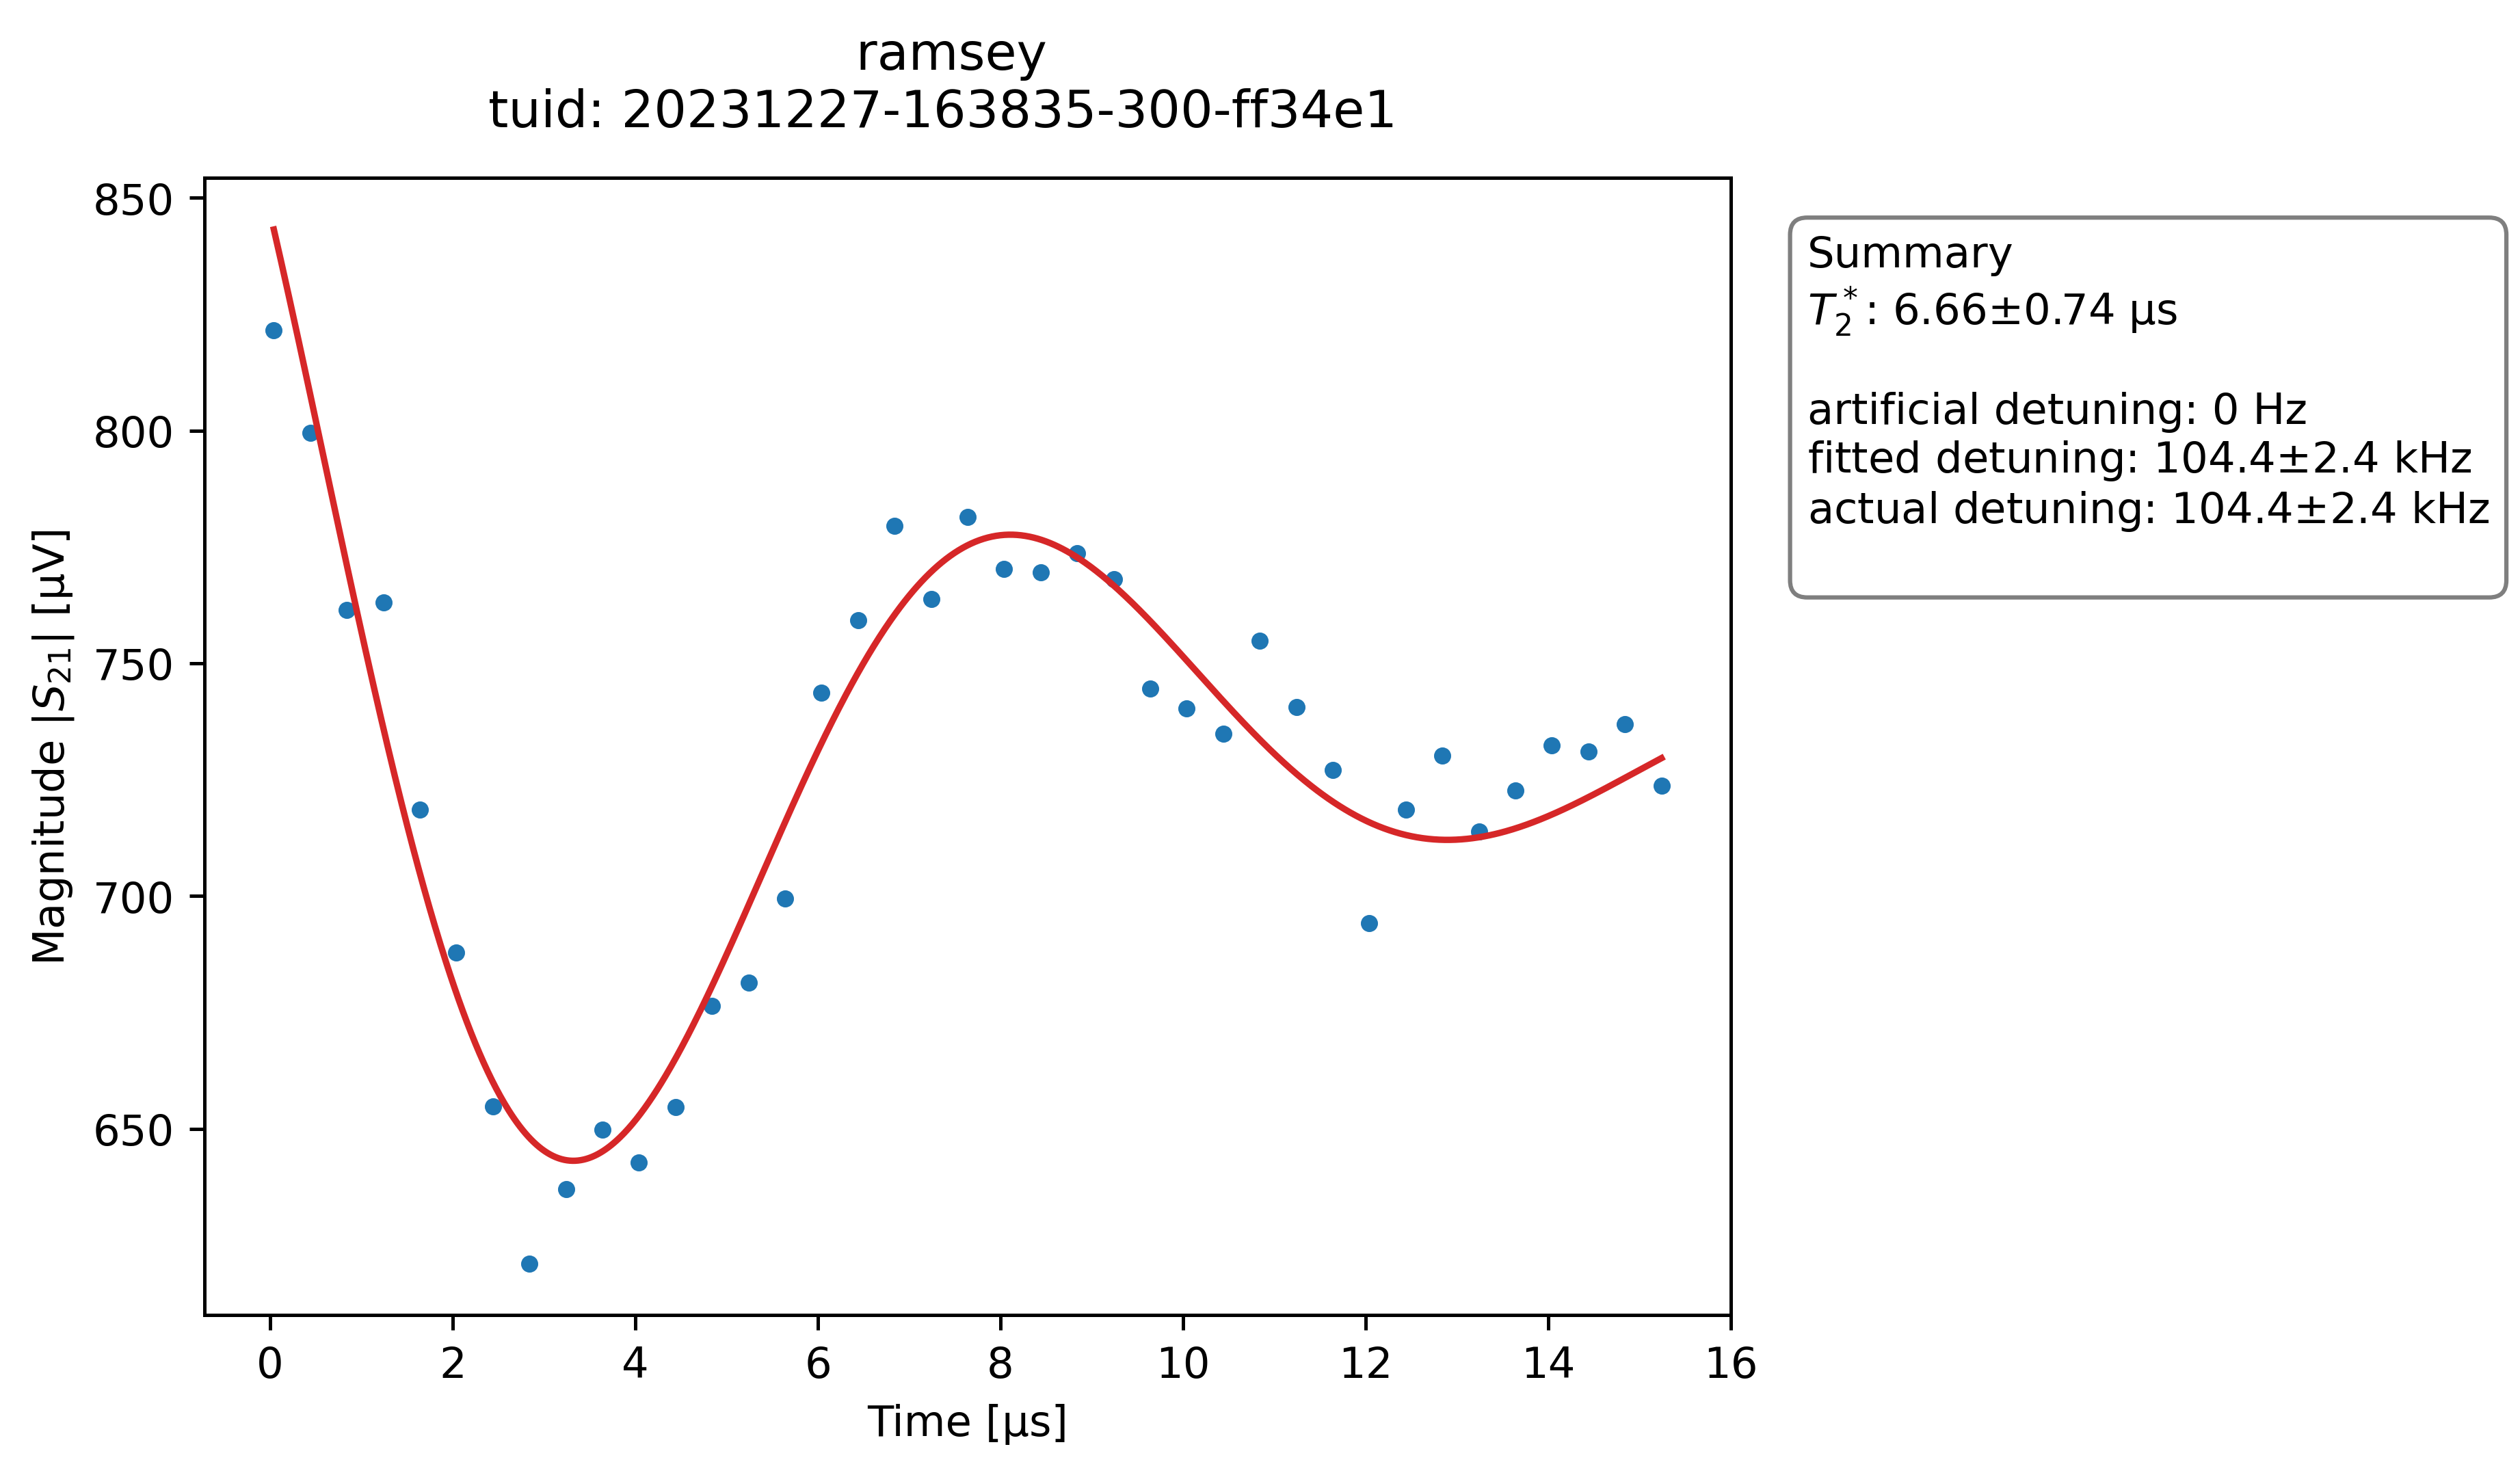 ramsey
tuid: 20231227-163835-300-ff34e1
Magnitude |S₂₁| [µV]
850
800
750
700
650
0 2 4 6 8 10 12 14 16
Time [µs]
Summary
T₂*: 6.66±0.74 µs
artificial detuning: 0 Hz
fitted detuning: 104.4±2.4 kHz
actual detuning: 104.4±2.4 kHz